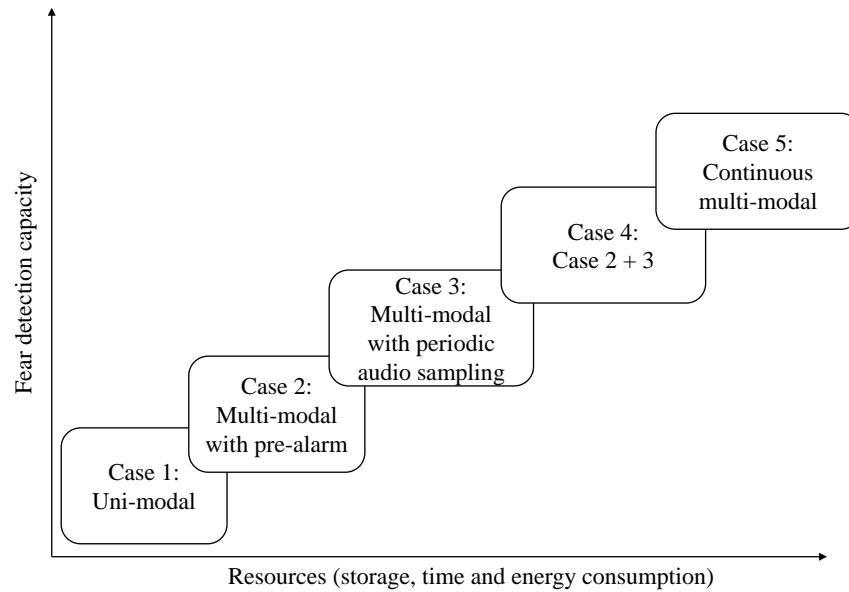 Fear detection capacity
Case 5:
Continuous
multi-modal
Case 4:
Case 2 + 3
Case 3:
Multi-modal
with periodic
audio sampling
Case 2:
Multi-modal
with pre-alarm
Case 1:
Uni-modal
Resources (storage, time and energy consumption)